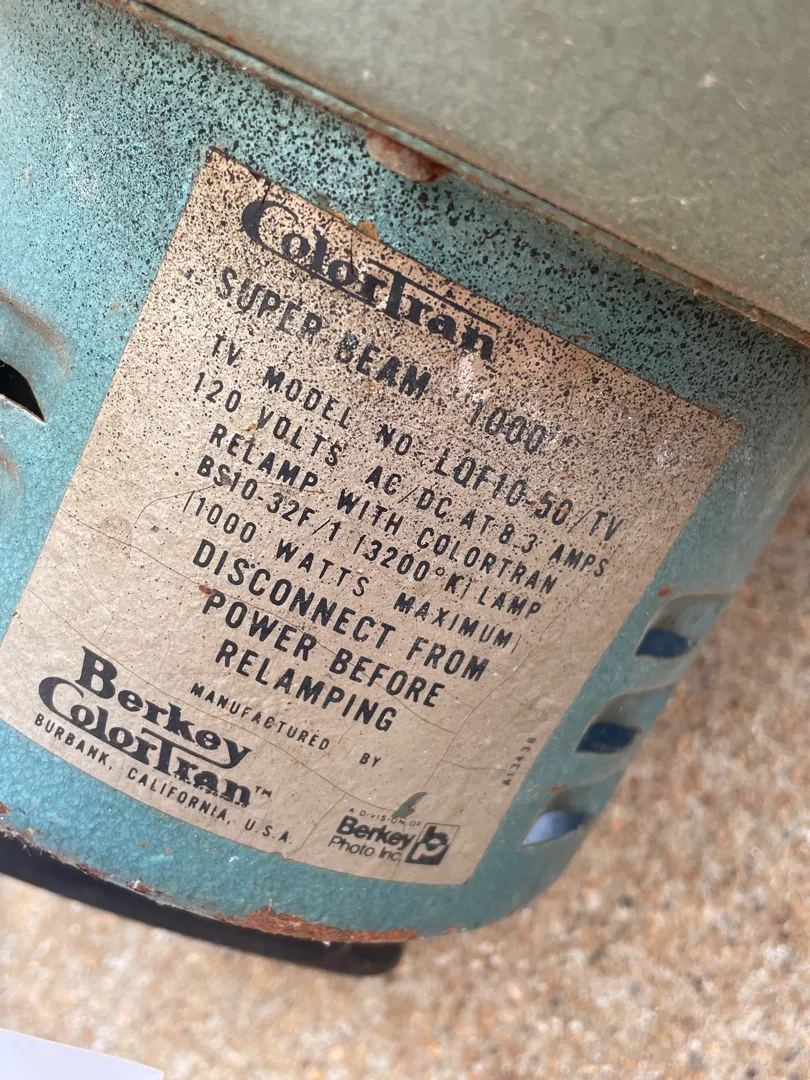 ColorTran
SUPER BEAM 1000
TV MODEL NO. LQF10-50/TV
120 VOLTS AC/DC AT 8.3 AMPS
RELAMP WITH COLORTRAN
BS10-32F/1 (3200°K) LAMP
(1000 WATTS MAXIMUM)
DISCONNECT FROM
POWER BEFORE
RELAMPING
MANUFACTURED BY
Berkey
ColorTran™
BURBANK, CALIFORNIA, U.S.A.
A DIVISION OF
Berkey
Photo Inc.
A13438